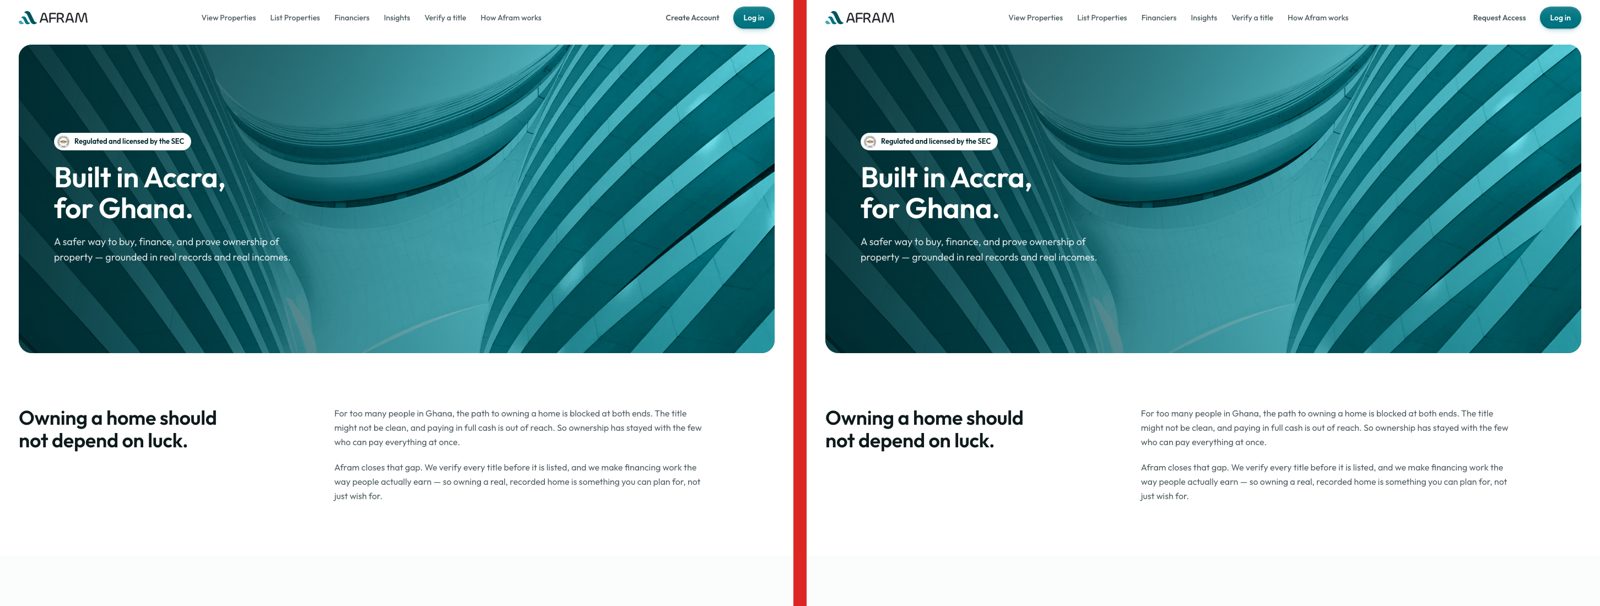 AFRAM
View Properties List Properties Financiers Insights Verify a title How Afram works
Create Account Log in
Regulated and licensed by the SEC
Built in Accra,
for Ghana.
A safer way to buy, finance, and prove ownership of
property — grounded in real records and real incomes.
Owning a home should
not depend on luck.
For too many people in Ghana, the path to owning a home is blocked at both ends. The title
might not be clean, and paying in full cash is out of reach. So ownership has stayed with the few
who can pay everything at once.
Afram closes that gap. We verify every title before it is listed, and we make financing work the
way people actually earn — so owning a real, recorded home is something you can plan for, not
just wish for.
AFRAM
View Properties List Properties Financiers Insights Verify a title How Afram works
Request Access Log in
Regulated and licensed by the SEC
Built in Accra,
for Ghana.
A safer way to buy, finance, and prove ownership of
property — grounded in real records and real incomes.
Owning a home should
not depend on luck.
For too many people in Ghana, the path to owning a home is blocked at both ends. The title
might not be clean, and paying in full cash is out of reach. So ownership has stayed with the few
who can pay everything at once.
Afram closes that gap. We verify every title before it is listed, and we make financing work the
way people actually earn — so owning a real, recorded home is something you can plan for, not
just wish for.